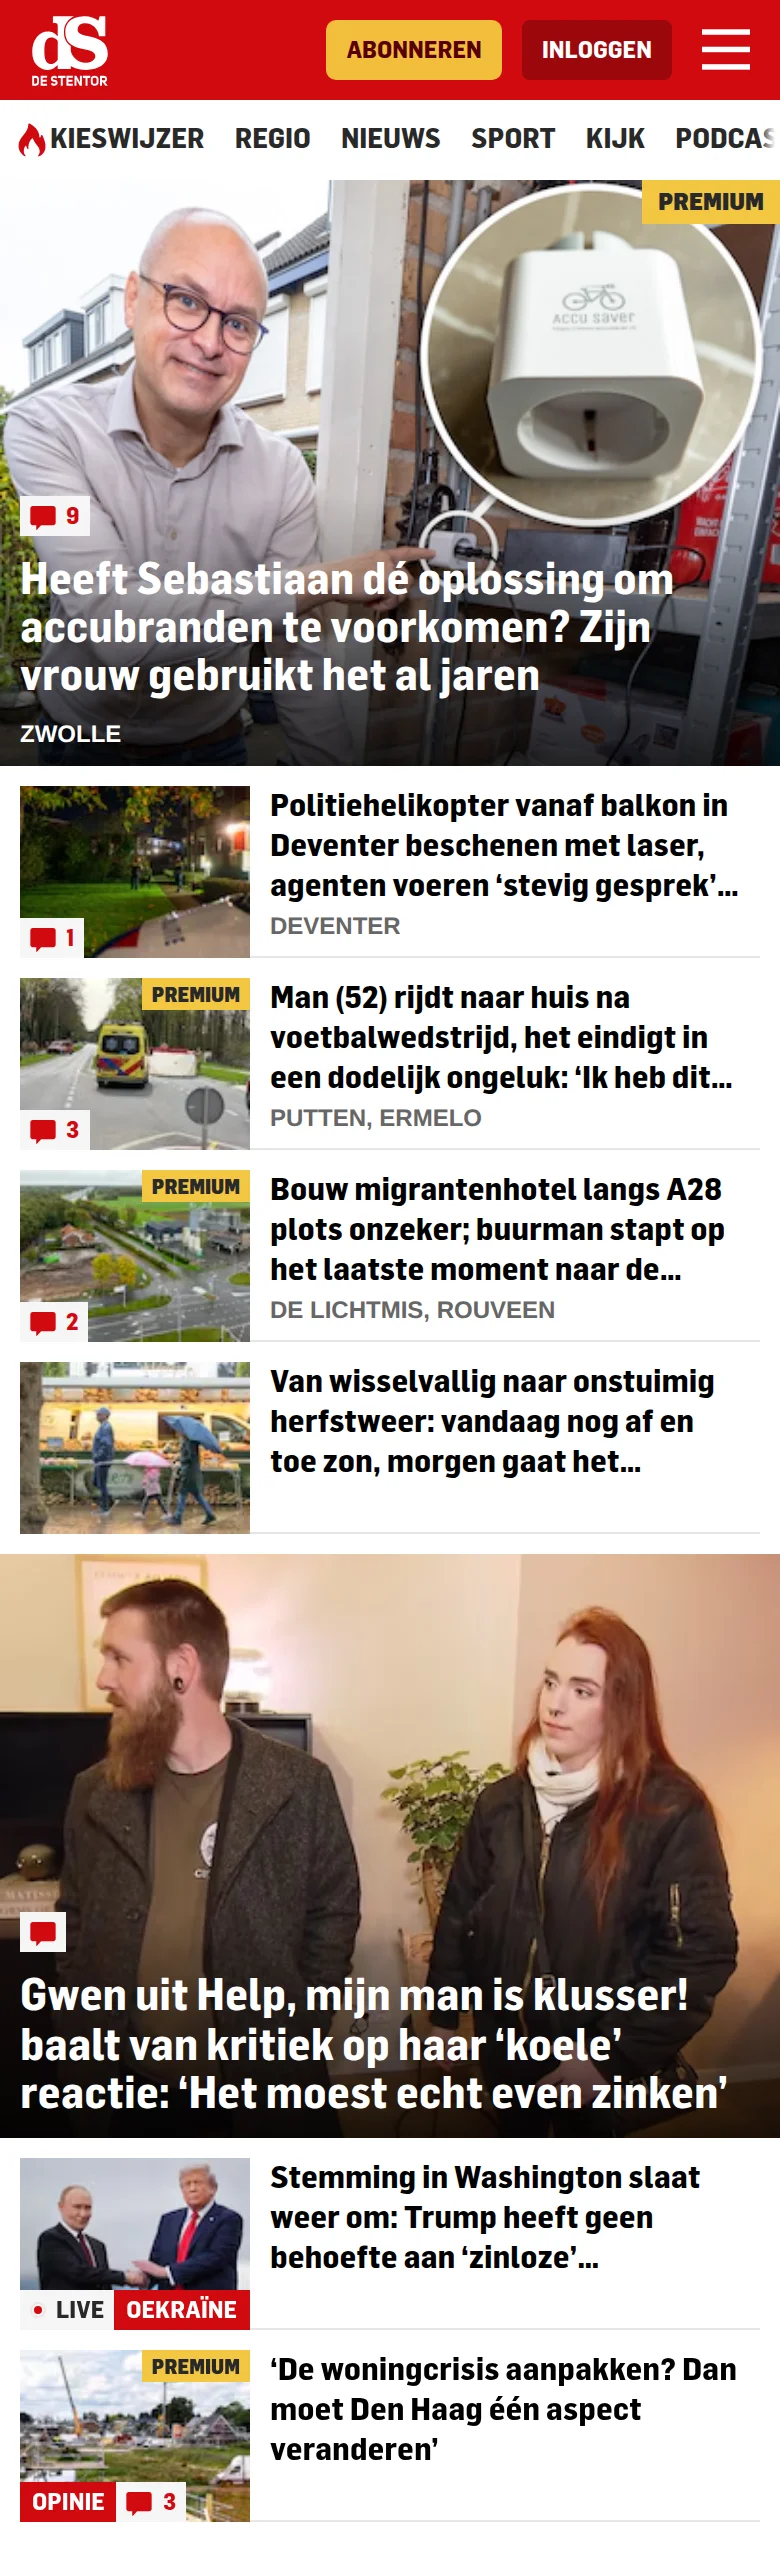 dS
DE STENTOR
ABONNEREN
INLOGGEN
KIESWIJZER REGIO NIEUWS SPORT KIJK PODCAS
PREMIUM
Accu saver
9
Heeft Sebastiaan dé oplossing om
accubranden te voorkomen? Zijn
vrouw gebruikt het al jaren
ZWOLLE
Politiehelikopter vanaf balkon in
Deventer beschenen met laser,
agenten voeren ‘stevig gesprek’...
DEVENTER
1
PREMIUM
Man (52) rijdt naar huis na
voetbalwedstrijd, het eindigt in
een dodelijk ongeluk: ‘Ik heb dit...
PUTTEN, ERMELO
3
PREMIUM
Bouw migrantenhotel langs A28
plots onzeker; buurman stapt op
het laatste moment naar de...
DE LICHTMIS, ROUVEEN
2
Van wisselvallig naar onstuimig
herfstweer: vandaag nog af en
toe zon, morgen gaat het...
Gwen uit Help, mijn man is klusser!
baalt van kritiek op haar ‘koele’
reactie: ‘Het moest echt even zinken’
Stemming in Washington slaat
weer om: Trump heeft geen
behoefte aan ‘zinloze’...
LIVE OEKRAÏNE
PREMIUM
‘De woningcrisis aanpakken? Dan
moet Den Haag één aspect
veranderen’
OPINIE 3